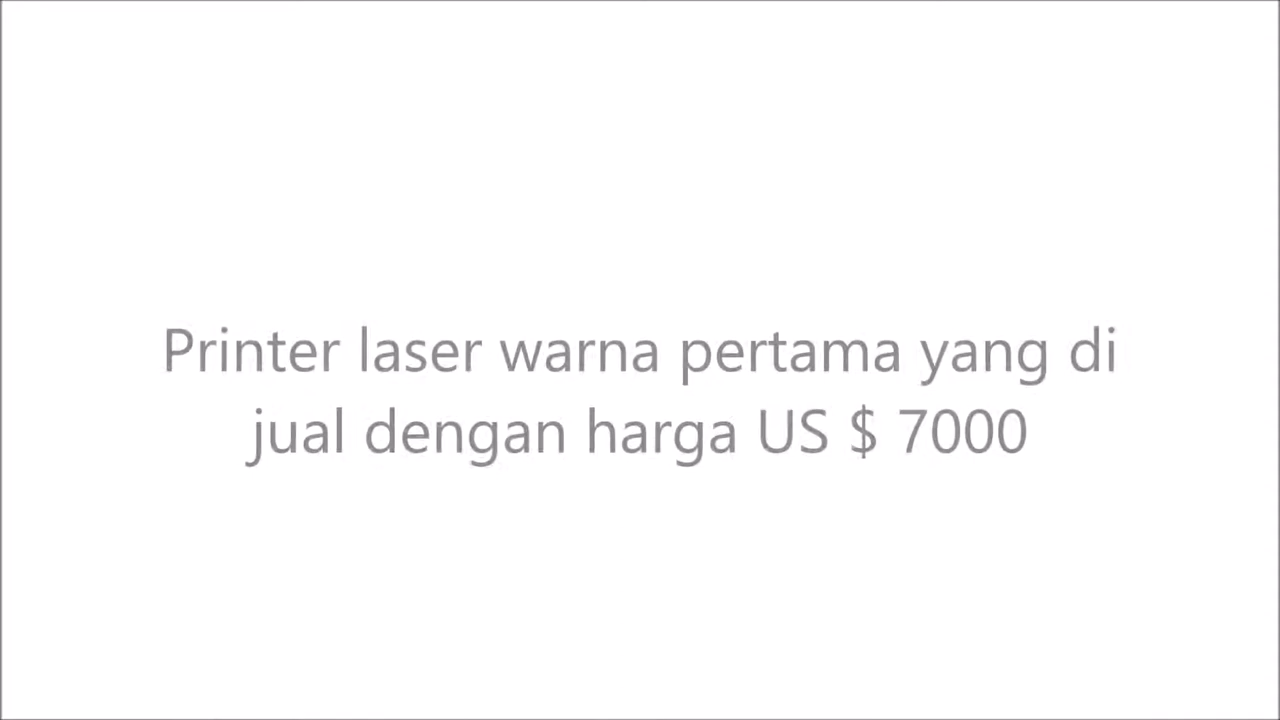 Printer laser warna pertama yang di
jual dengan harga US $ 7000